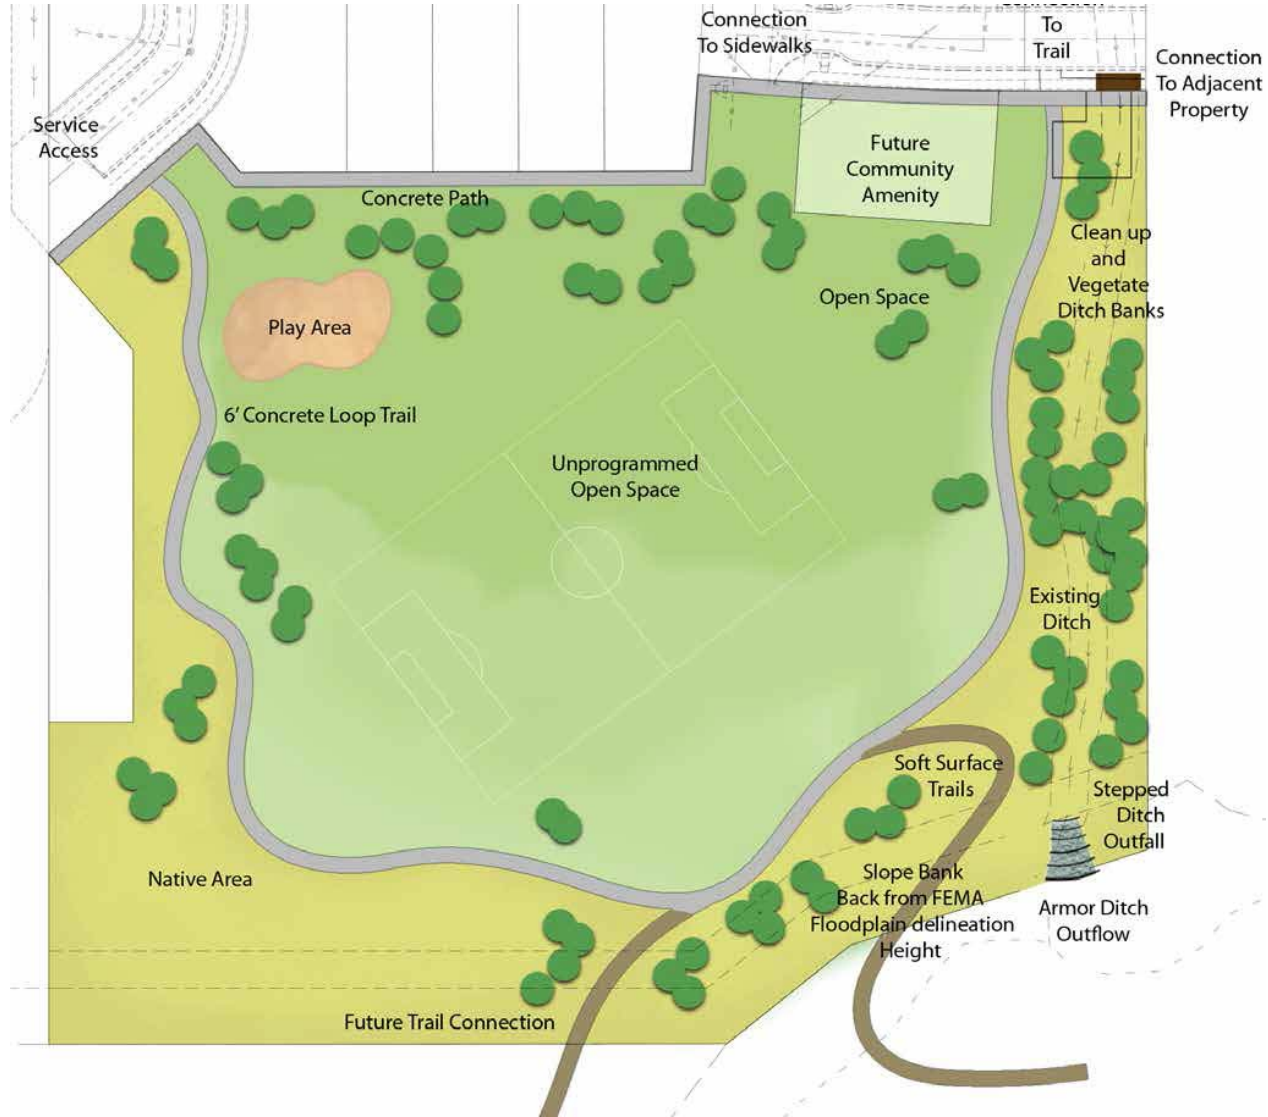 Connection
To Sidewalks
To
Trail
Connection
To Adjacent
Property
Service
Access
Future
Community
Amenity
Concrete Path
Clean up
and
Vegetate
Ditch Banks
Open Space
Play Area
6’ Concrete Loop Trail
Unprogrammed
Open Space
Existing
Ditch
Soft Surface
Trails
Stepped
Ditch
Outfall
Native Area
Slope Bank
Back from FEMA
Floodplain delineation
Height
Armor Ditch
Outflow
Future Trail Connection